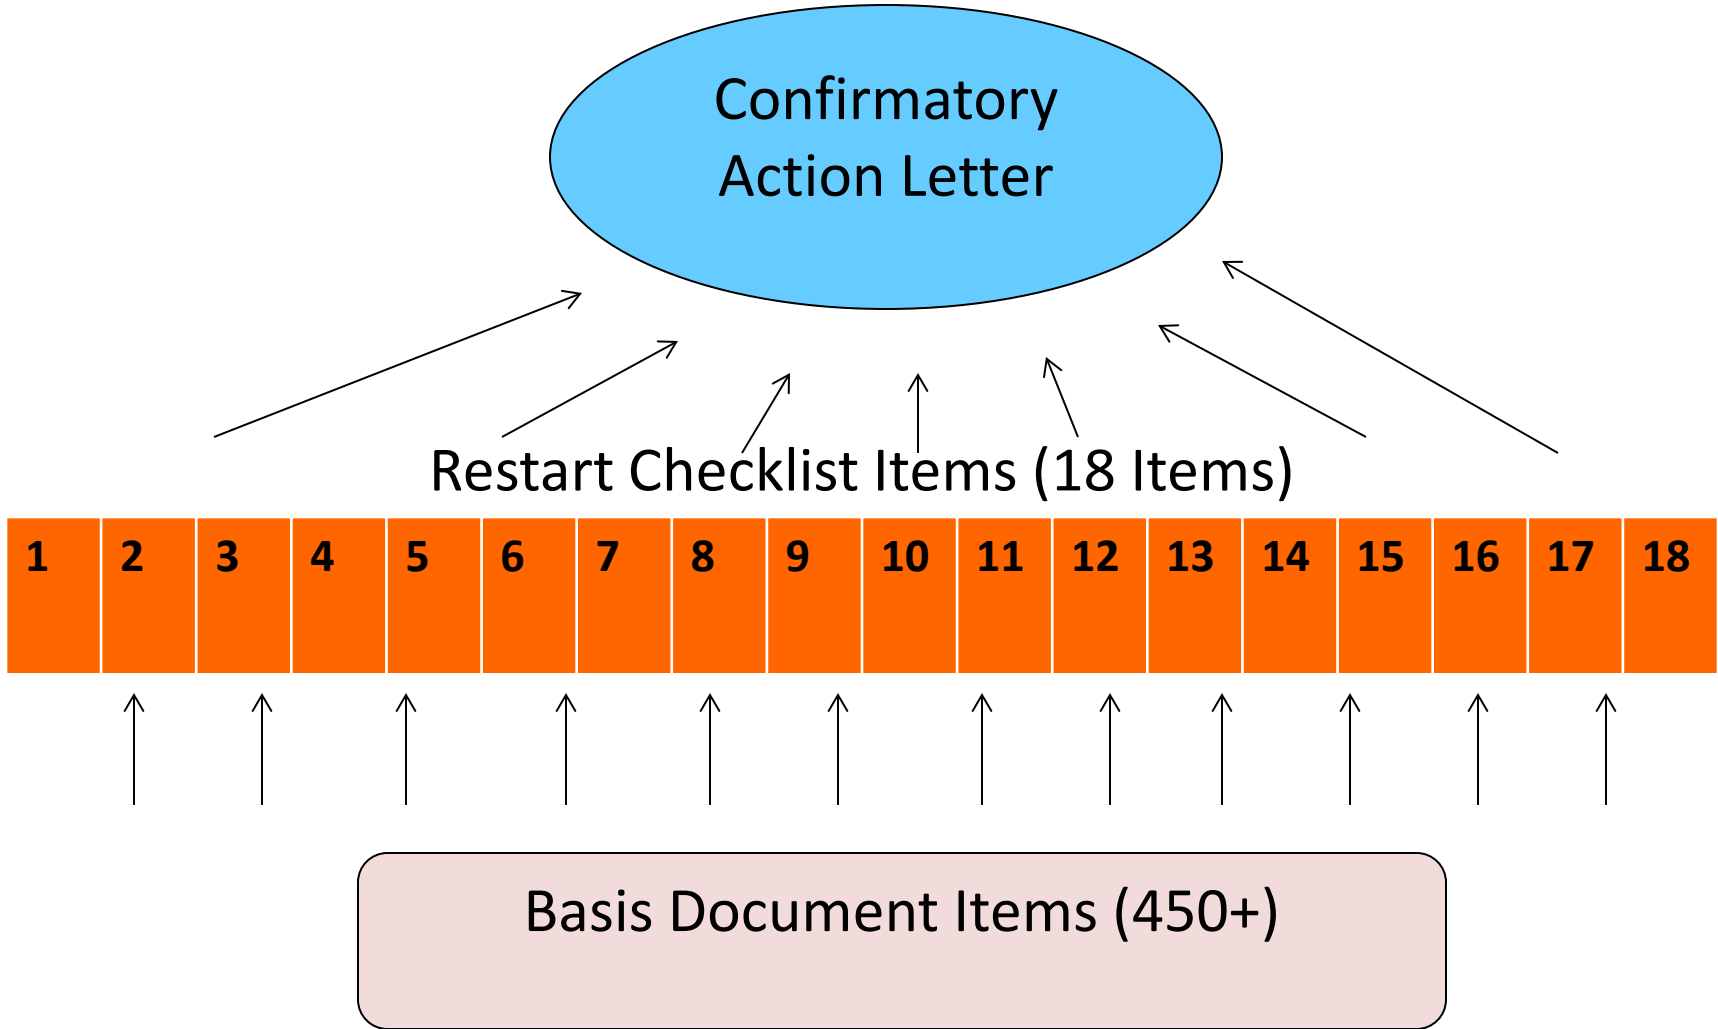 Confirmatory
Action Letter
Restart Checklist Items (18 Items)
1 2 3 4 5 6 7 8 9 10 11 12 13 14 15 16 17 18
Basis Document Items (450+)